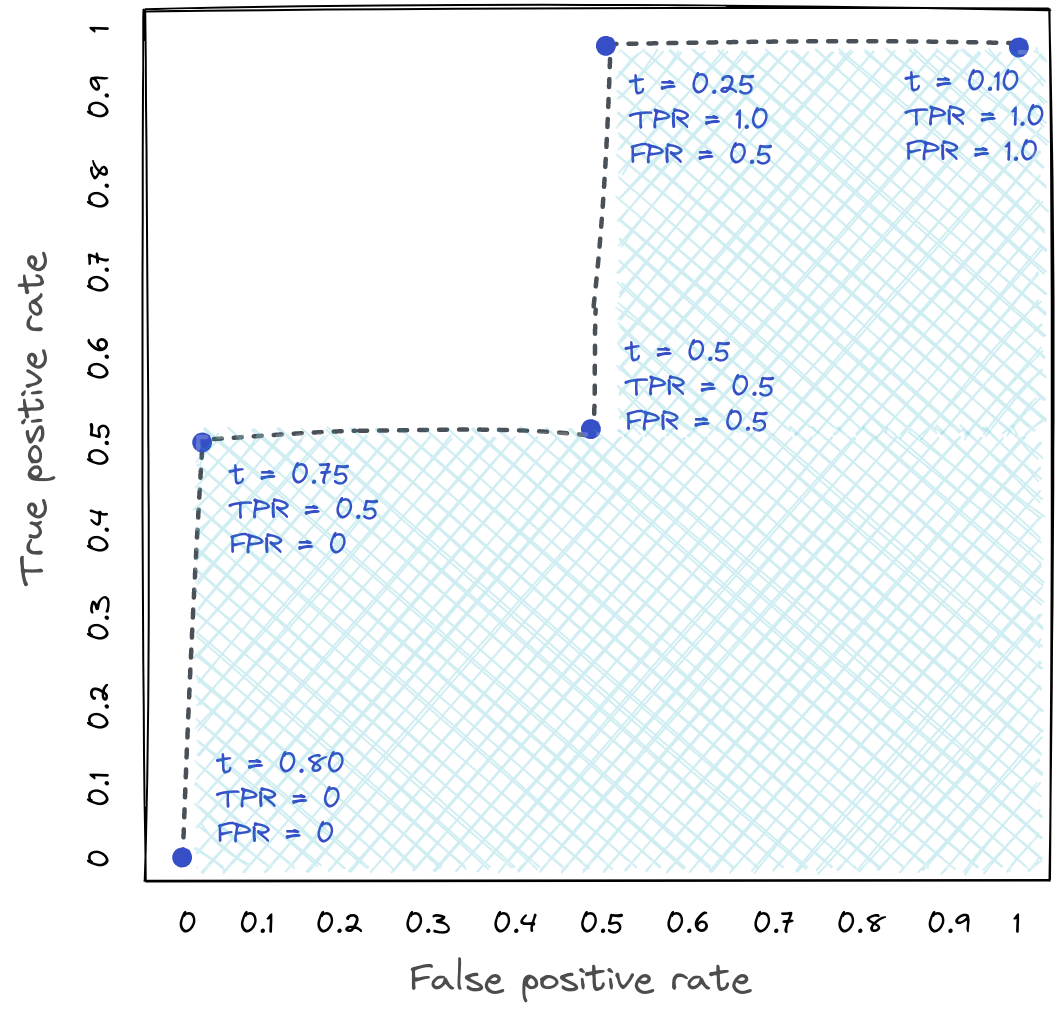 1
0.9
0.8
0.7
0.6
0.5
0.4
0.3
0.2
0.1
0
True positive rate
t = 0.25
TPR = 1.0
FPR = 0.5
t = 0.10
TPR = 1.0
FPR = 1.0
t = 0.5
TPR = 0.5
FPR = 0.5
t = 0.75
TPR = 0.5
FPR = 0
t = 0.80
TPR = 0
FPR = 0
0 0.1 0.2 0.3 0.4 0.5 0.6 0.7 0.8 0.9 1
False positive rate